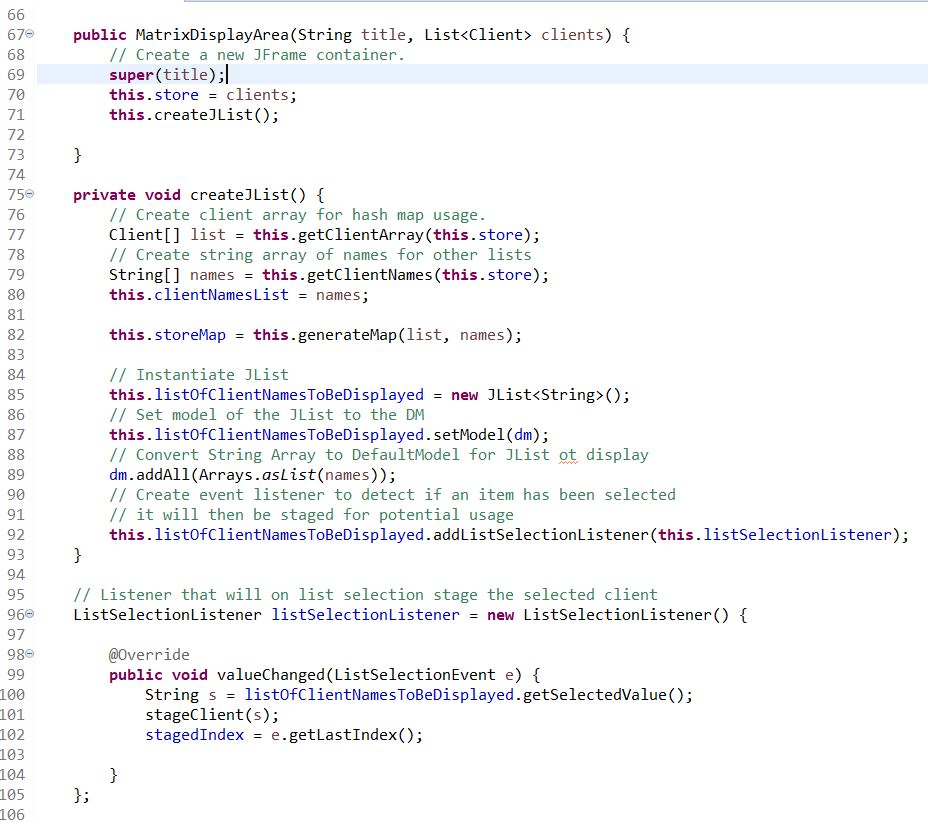 66
67 public MatrixDisplayArea(String title, List<Client> clients) {
68 // Create a new JFrame container.
69 super(title);
70 this.store = clients;
71 this.createJList();
72
73 }
74
75 private void createJList() {
76 // Create client array for hash map usage.
77 Client[] list = this.getClientArray(this.store);
78 // Create string array of names for other lists
79 String[] names = this.getClientNames(this.store);
80 this.clientNamesList = names;
81
82 this.storeMap = this.generateMap(list, names);
83
84 // Instantiate JList
85 this.listOfClientNamesToBeDisplayed = new JList<String>();
86 // Set model of the JList to the DM
87 this.listOfClientNamesToBeDisplayed.setModel(dm);
88 // Convert String Array to DefaultModel for JList ot display
89 dm.addAll(Arrays.asList(names));
90 // Create event listener to detect if an item has been selected
91 // it will then be staged for potential usage
92 this.listOfClientNamesToBeDisplayed.addListSelectionListener(this.listSelectionListener);
93 }
94
95 // Listener that will on list selection stage the selected client
96 ListSelectionListener listSelectionListener = new ListSelectionListener() {
97
98 @Override
99 public void valueChanged(ListSelectionEvent e) {
100 String s = listOfClientNamesToBeDisplayed.getSelectedValue();
101 stageClient(s);
102 stagedIndex = e.getLastIndex();
103
104 }
105 };
106